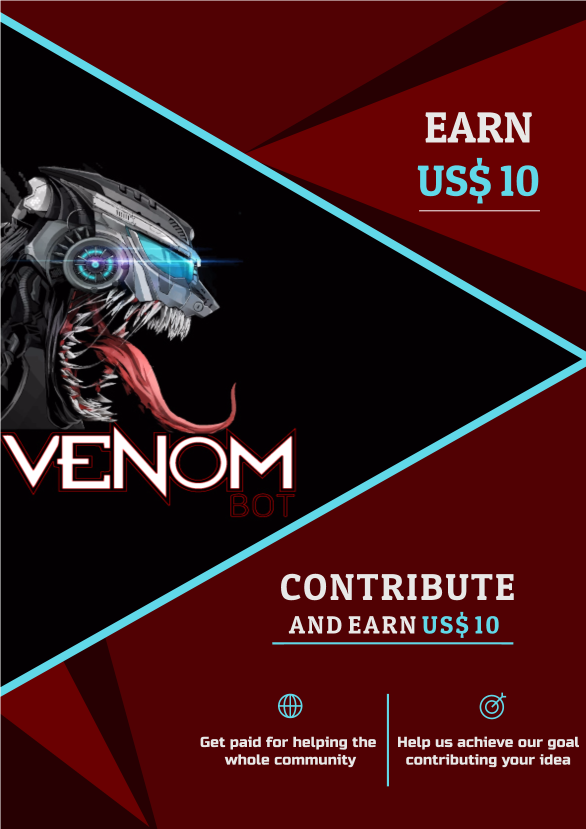 EARN
US$ 10
VENOM
BOT
CONTRIBUTE
AND EARN US$ 10
Get paid for helping the
whole community
Help us achieve our goal
contributing your idea